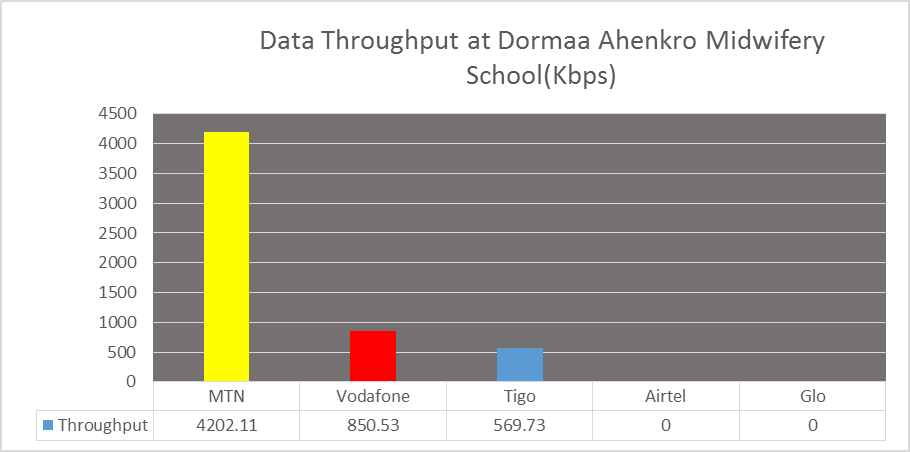 Data Throughput at Dormaa Ahenkro Midwifery
School(Kbps)
4500
4000
3500
3000
2500
2000
1500
1000
500
0
MTN Vodafone Tigo Airtel Glo
Throughput 4202.11 850.53 569.73 0 0